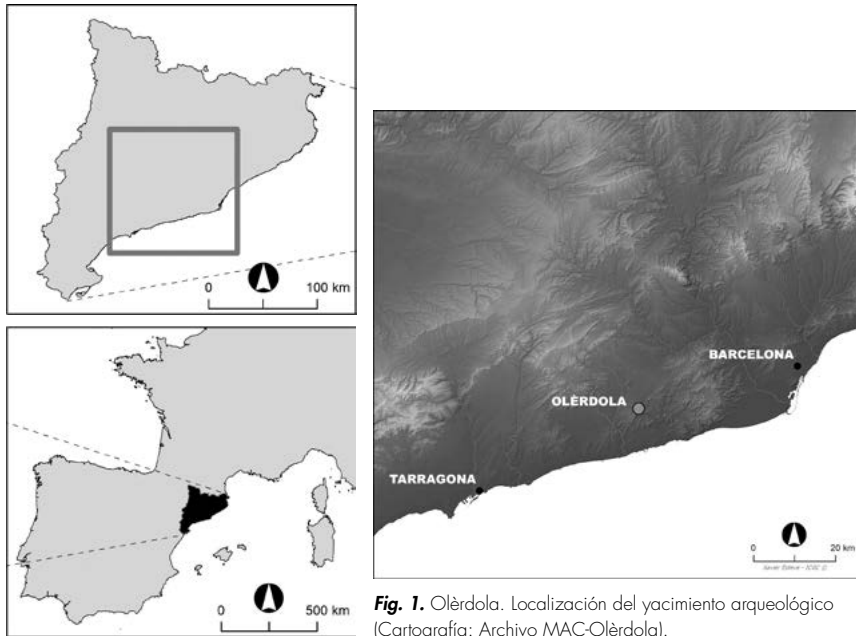 0 100 km
0 500 km
BARCELONA
OLÈRDOLA
TARRAGONA
0 20 km
Fig. 1. Olèrdola. Localización del yacimiento arqueológico
(Cartografía: Archivo MAC-Olèrdola).